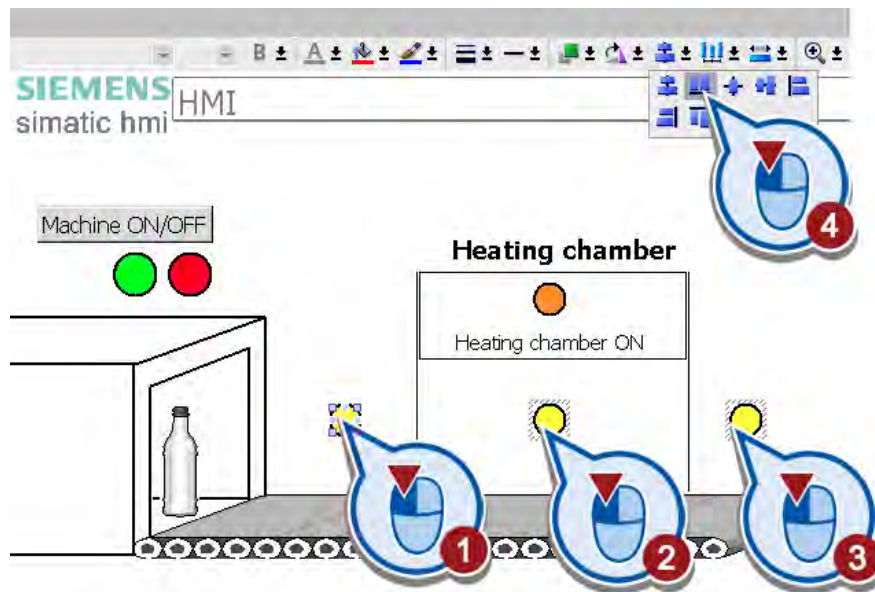 B A
SIEMENS
simatic hmi
HMI
4
Machine ON/OFF
Heating chamber
Heating chamber ON
1
2
3